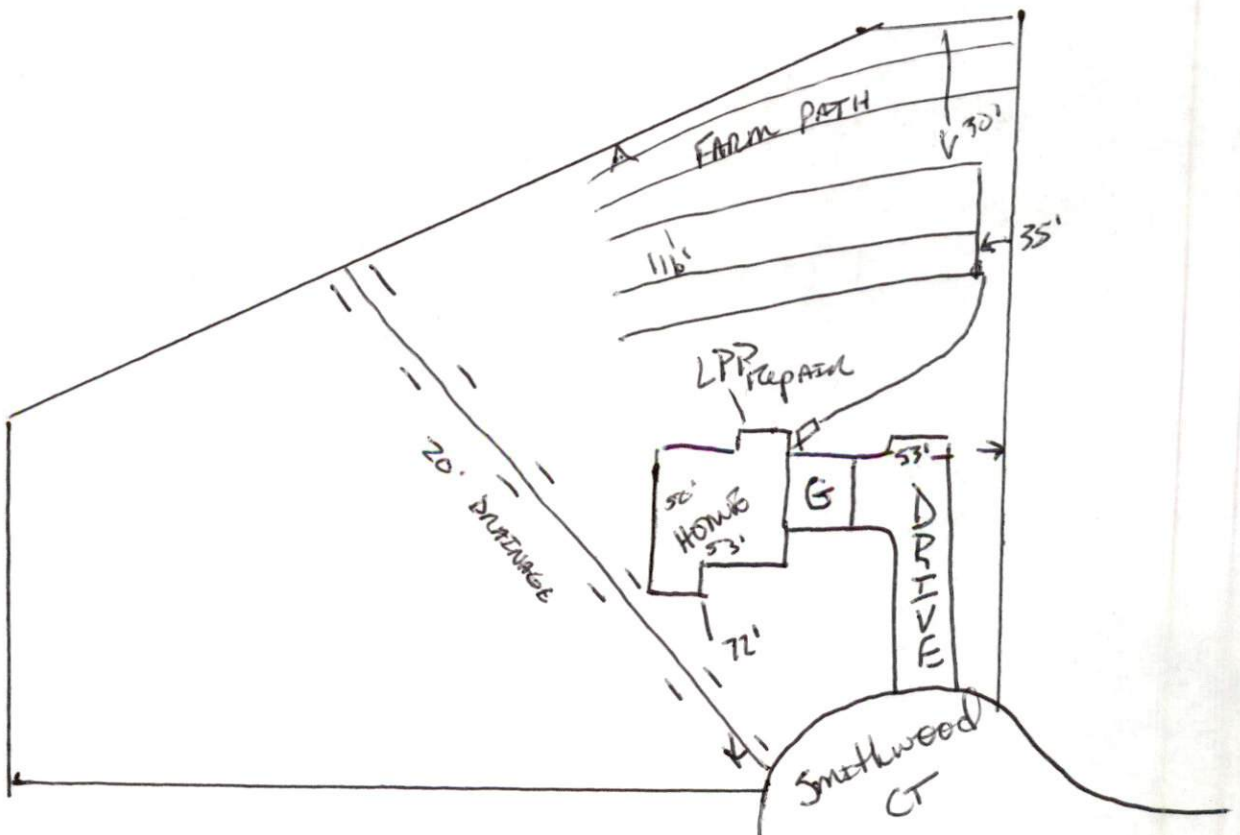 FARM PATH
30'
35'
116'
LPP Repair
53'
50'
HOME
53'
G
DRIVE
20' DRAINAGE
72'
Smithwood
CT